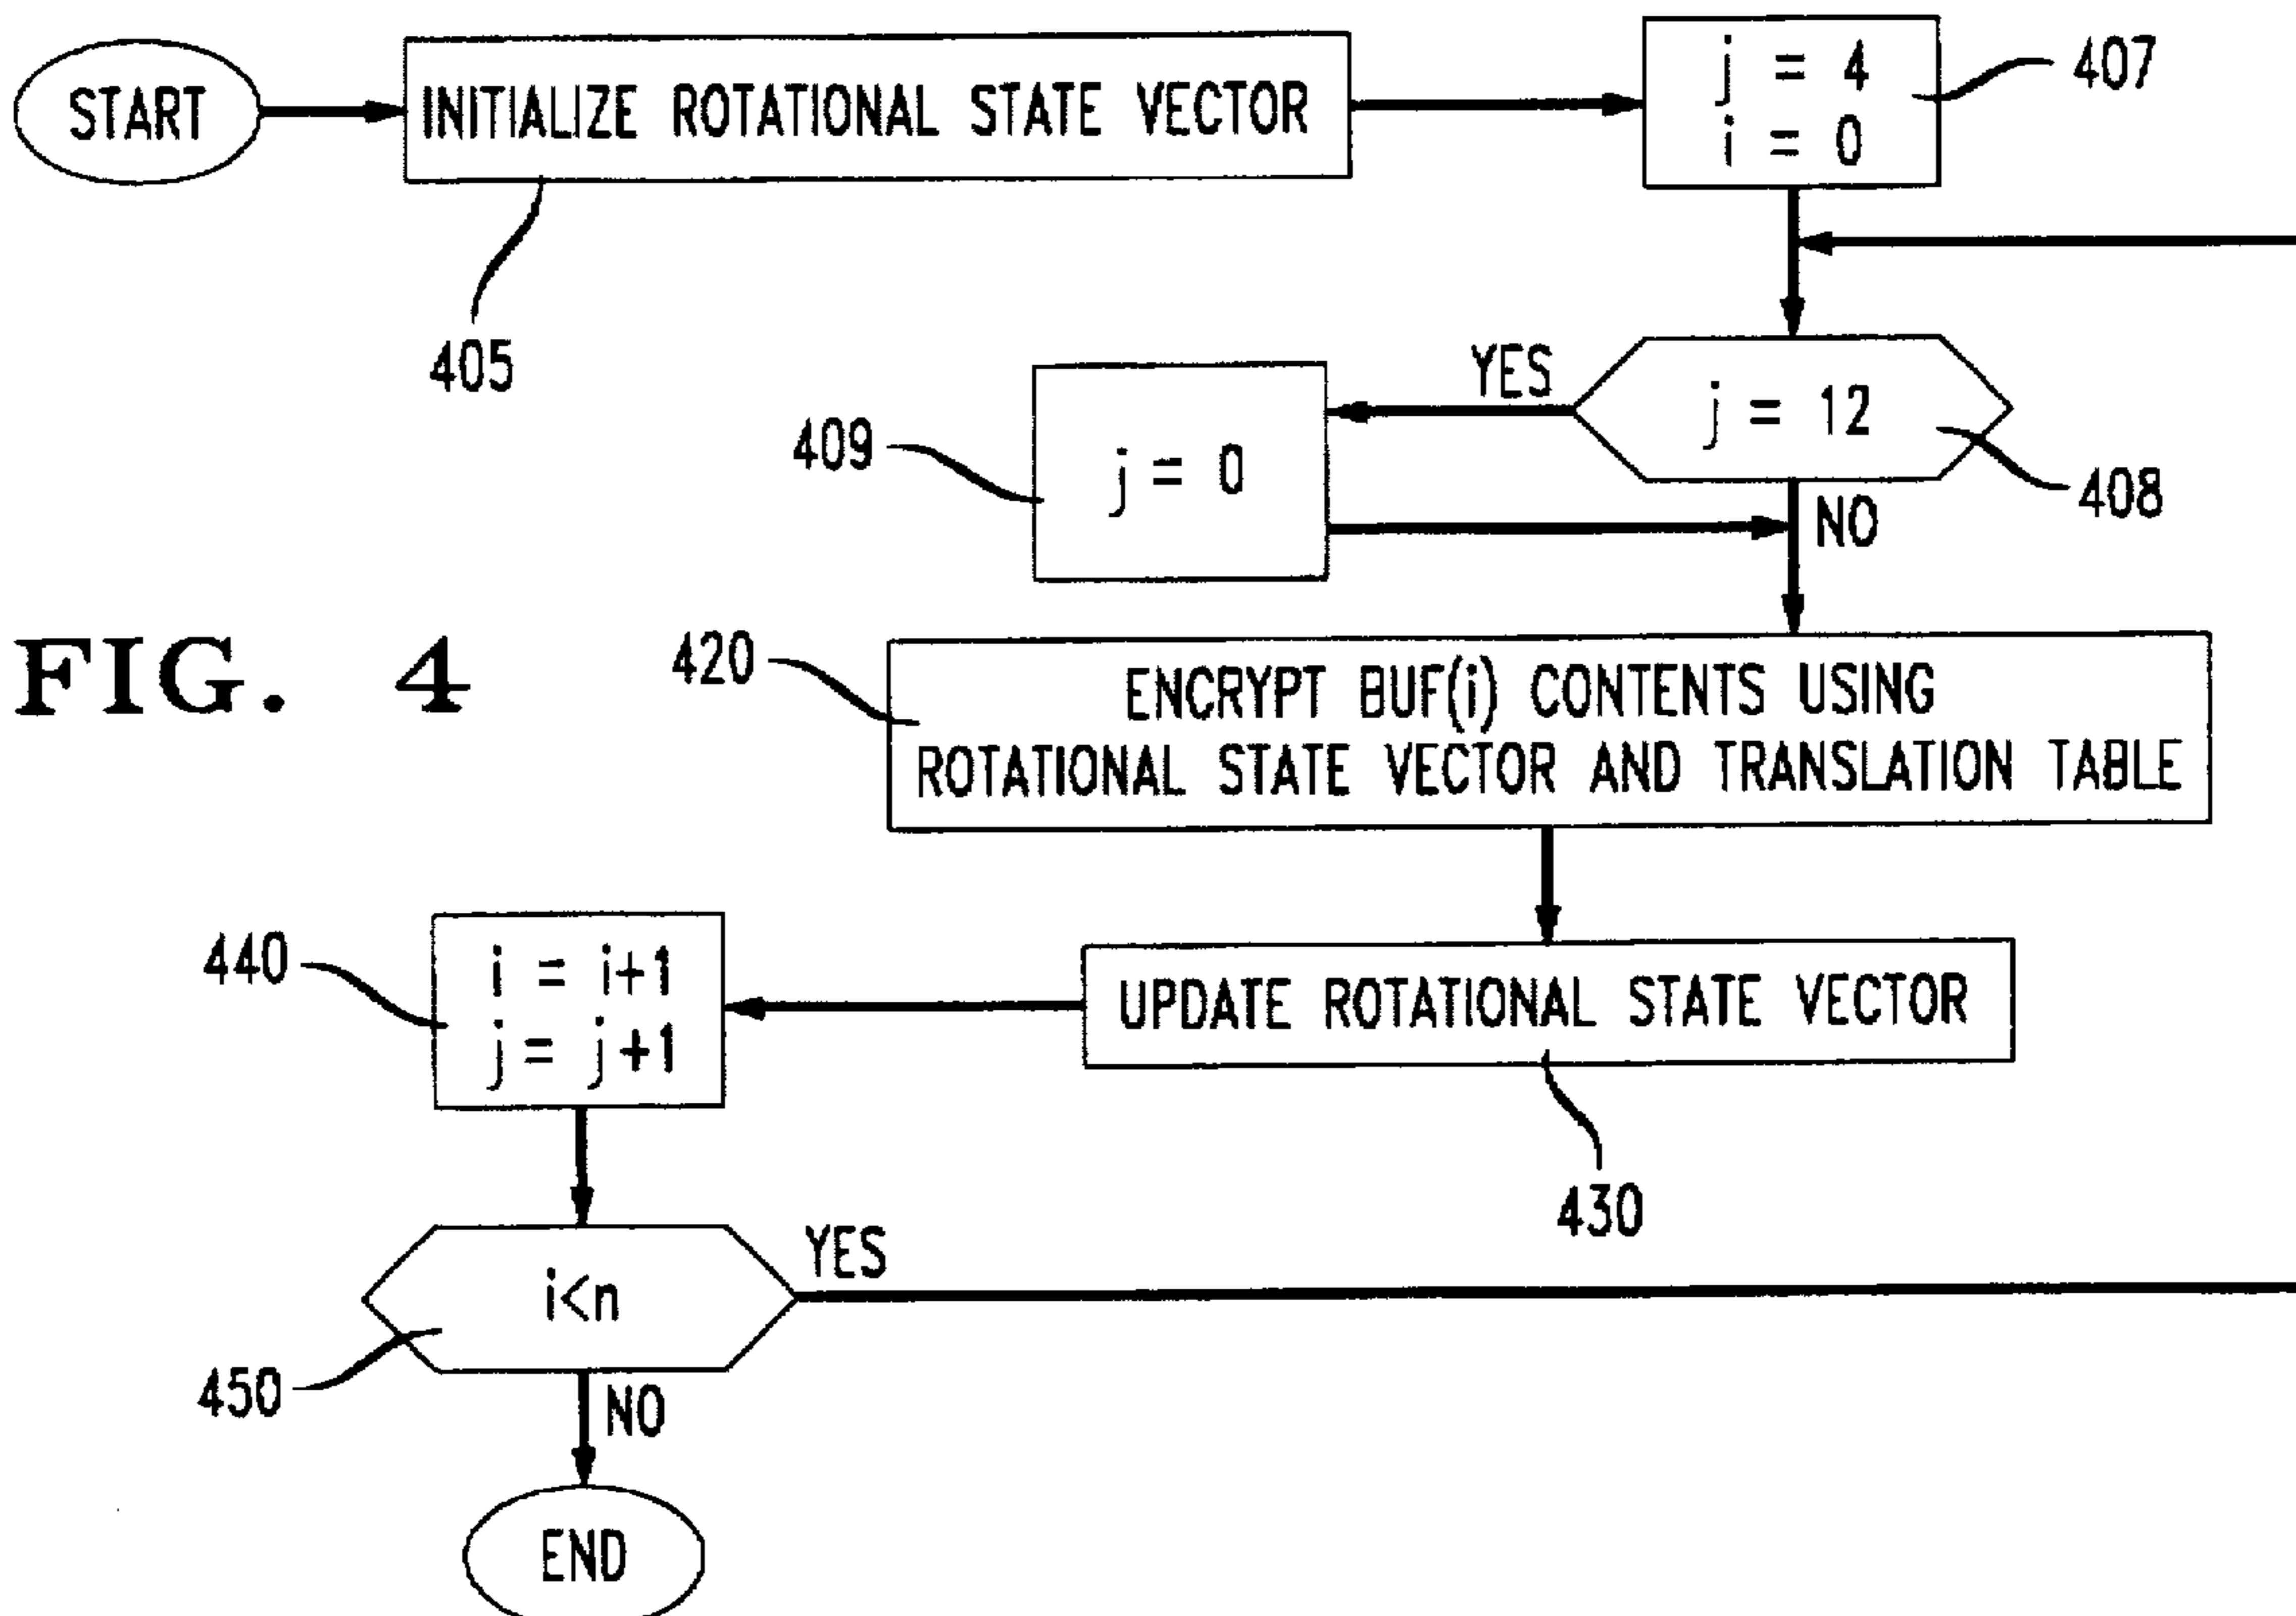 START
INITIALIZE ROTATIONAL STATE VECTOR
j = 4
i = 0
407
405
YES
j = 12
409
j = 0
408
NO
FIG. 4
420
ENCRYPT BUF(i) CONTENTS USING
ROTATIONAL STATE VECTOR AND TRANSLATION TABLE
440
i = i+1
j = j+1
UPDATE ROTATIONAL STATE VECTOR
430
YES
i<n
450
NO
END